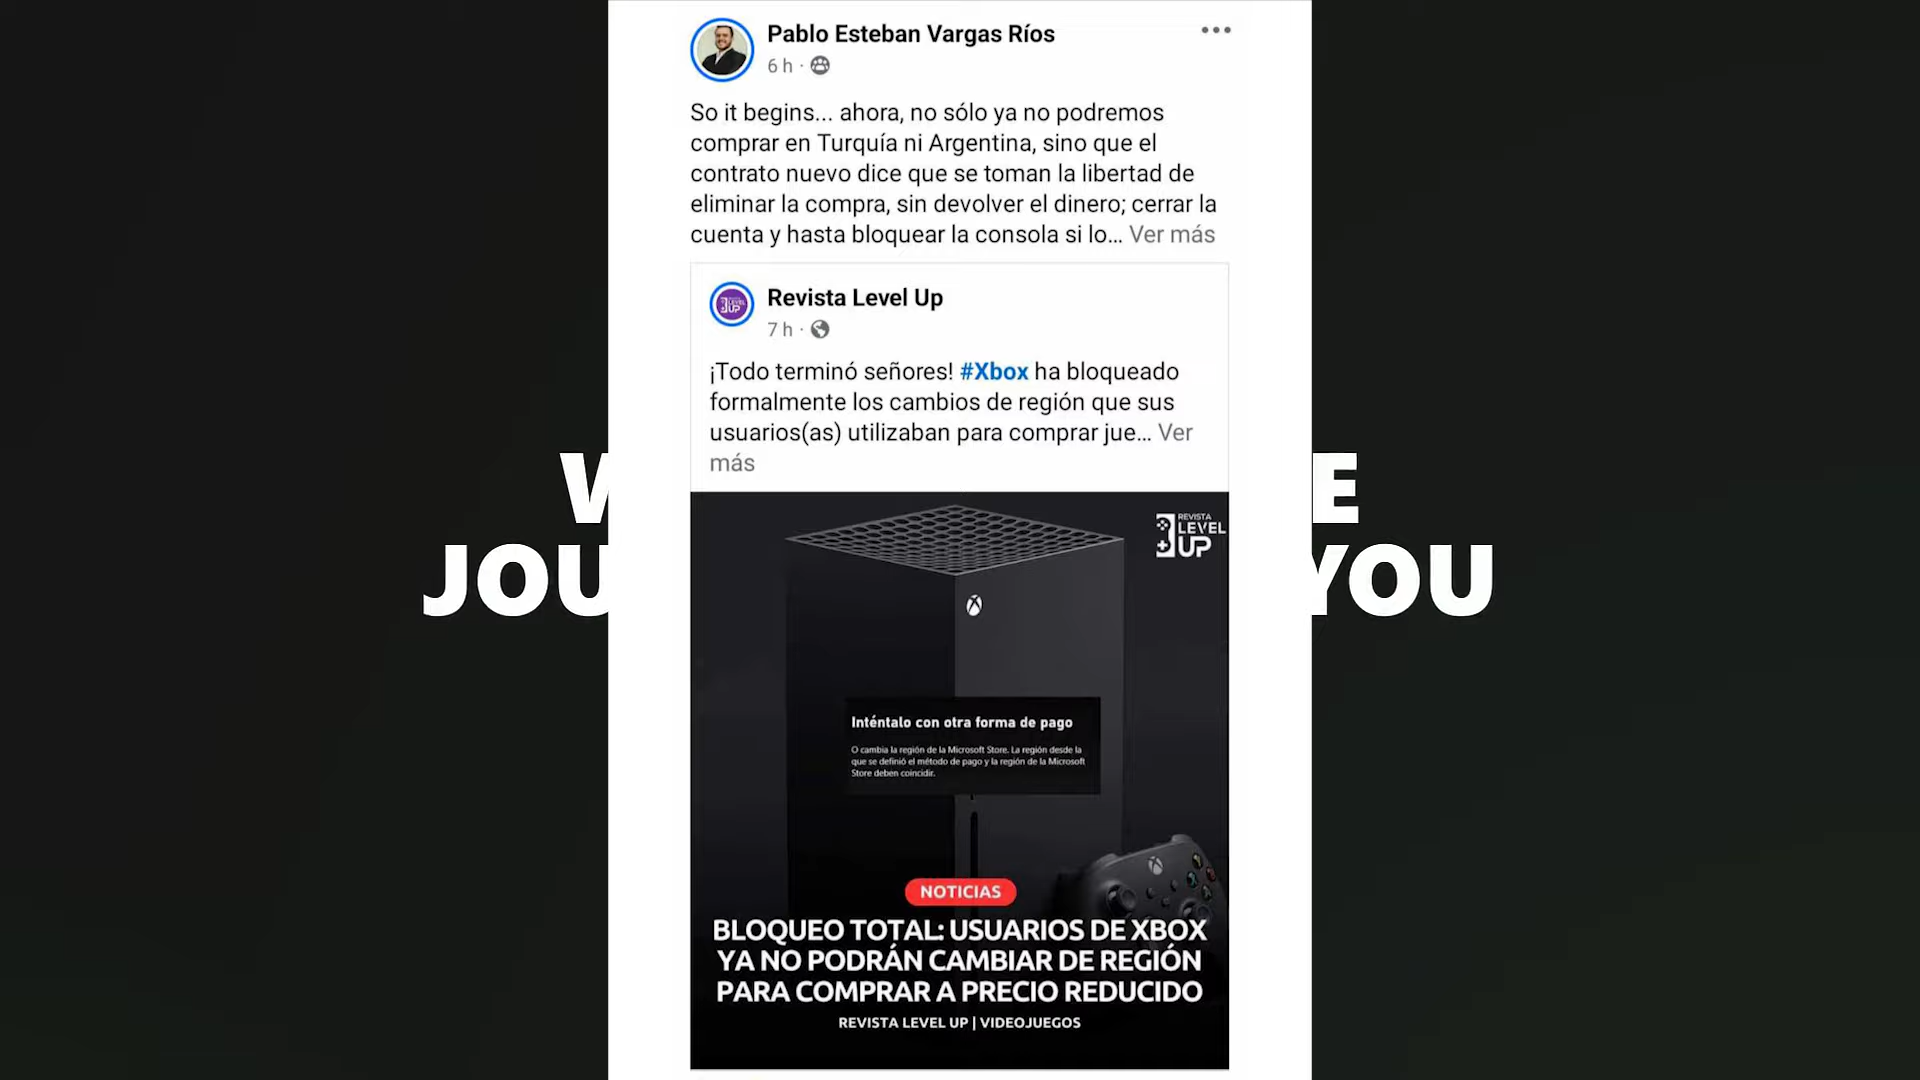 Pablo Esteban Vargas Ríos
6 h ·
So it begins... ahora, no sólo ya no podremos
comprar en Turquía ni Argentina, sino que el
contrato nuevo dice que se toman la libertad de
eliminar la compra, sin devolver el dinero; cerrar la
cuenta y hasta bloquear la consola si lo... Ver más
Revista Level Up
7 h ·
¡Todo terminó señores! #Xbox ha bloqueado
formalmente los cambios de región que sus
usuarios(as) utilizaban para comprar jue... Ver
más
REVISTA
LEVEL
UP
Inténtalo con otra forma de pago
O cambia la región de la Microsoft Store. La región desde la
que se definió el método de pago y la región de la Microsoft
Store deben coincidir.
NOTICIAS
BLOQUEO TOTAL: USUARIOS DE XBOX
YA NO PODRÁN CAMBIAR DE REGIÓN
PARA COMPRAR A PRECIO REDUCIDO
REVISTA LEVEL UP | VIDEOJUEGOS
YOU